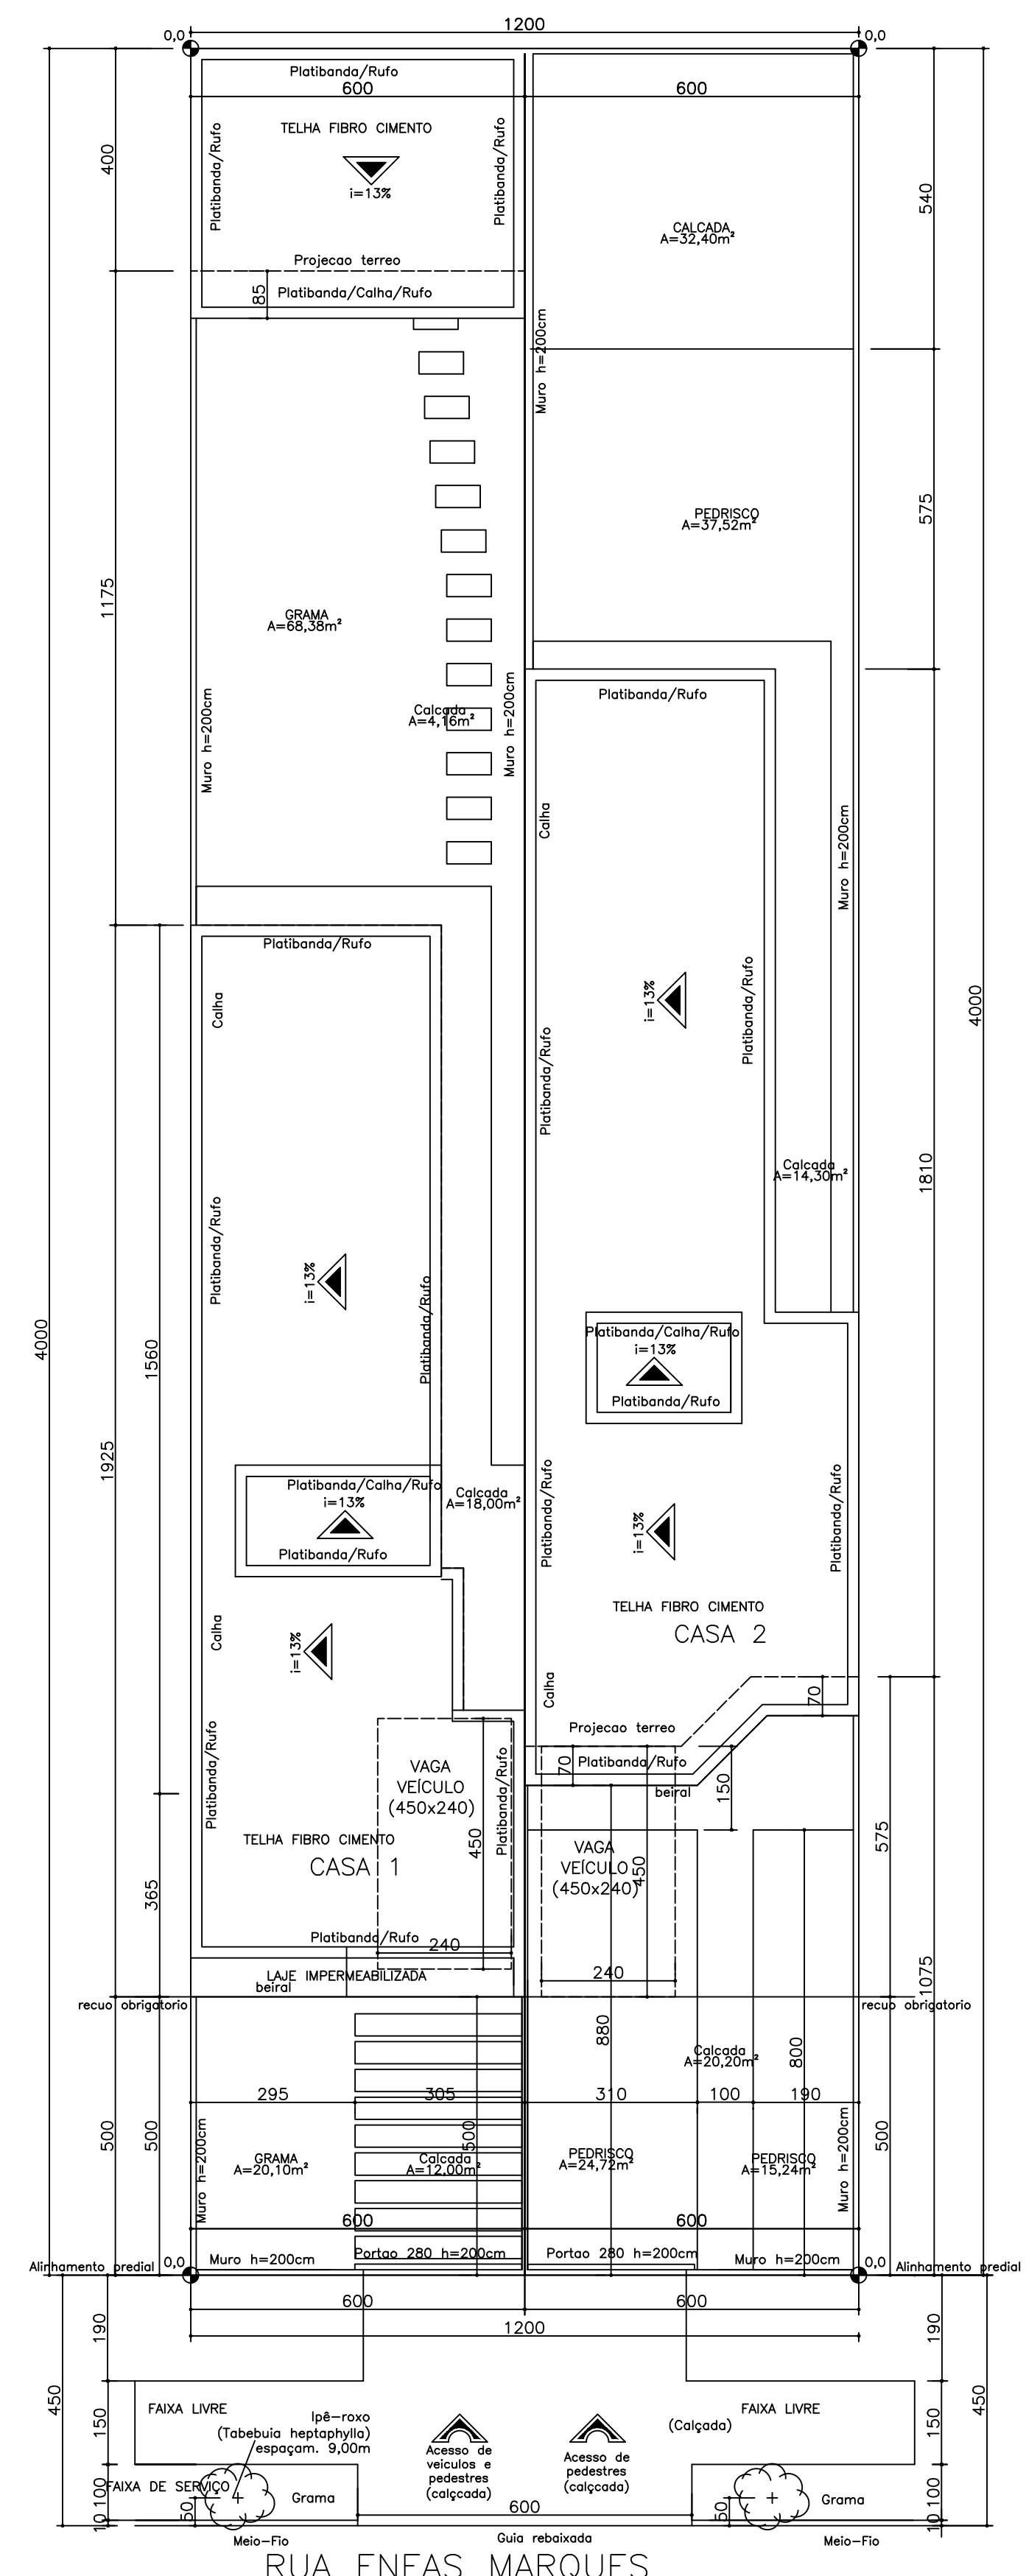 1200
0,0
0,0
Platibanda/Rufo
600
600
TELHA FIBRO CIMENTO
Platibanda/Rufo
Platibanda/Rufo
i=13%
400
540
CALCADA
A=32,40m²
Projecao terreo
85
Platibanda/Calha/Rufo
Muro h=200cm
PEDRISCO
A=37,52m²
575
1175
GRAMA
A=68,38m²
Muro h=200cm
Calcada
A=4,16m²
Muro h=200cm
Platibanda/Rufo
Calha
Muro h=200cm
Platibanda/Rufo
Calha
i=13%
Platibanda/Rufo
Platibanda/Rufo
4000
Calcada
A=14,30m²
1810
Platibanda/Rufo
i=13%
Platibanda/Rufo
4000
1560
Platibanda/Calha/Rufo
i=13%
Platibanda/Rufo
1925
Platibanda/Calha/Rufo
i=13%
Platibanda/Rufo
Calcada
A=18,00m²
Platibanda/Rufo
i=13%
Platibanda/Rufo
TELHA FIBRO CIMENTO
CASA 2
Calha
i=13%
Calha
70
Projecao terreo
70
Platibanda/Rufo
beiral
150
Platibanda/Rufo
VAGA
VEÍCULO
(450x240)
450
Platibanda/Rufo
TELHA FIBRO CIMENTO
CASA 1
VAGA
VEÍCULO
(450x240)
450
575
365
Platibanda/Rufo
240
LAJE IMPERMEABILIZADA
beiral
240
1075
recuo obrigatorio
recuo obrigatorio
880
800
Calcada
A=20,20m²
295
305
310
100
190
500
500
500
500
Muro h=200cm
GRAMA
A=20,10m²
Calcada
A=12,00m²
PEDRISCO
A=24,72m²
PEDRISCO
A=15,24m²
Muro h=200cm
600
600
Muro h=200cm
Portao 280 h=200cm
Portao 280 h=200cm
Muro h=200cm
Alinhamento predial
0,0
0,0
Alinhamento predial
600
600
1200
190
190
450
450
FAIXA LIVRE
FAIXA LIVRE
150
150
Ipê-roxo
(Tabebuia heptaphylla)
espaçam. 9,00m
(Calçada)
Acesso de
veiculos e
pedestres
(calçcada)
Acesso de
pedestres
(calçcada)
FAIXA DE SERVIÇO
Grama
Grama
100
100
50
50
600
10
10
Meio-Fio
Guia rebaixada
Meio-Fio
RUA ENEAS MARQUES